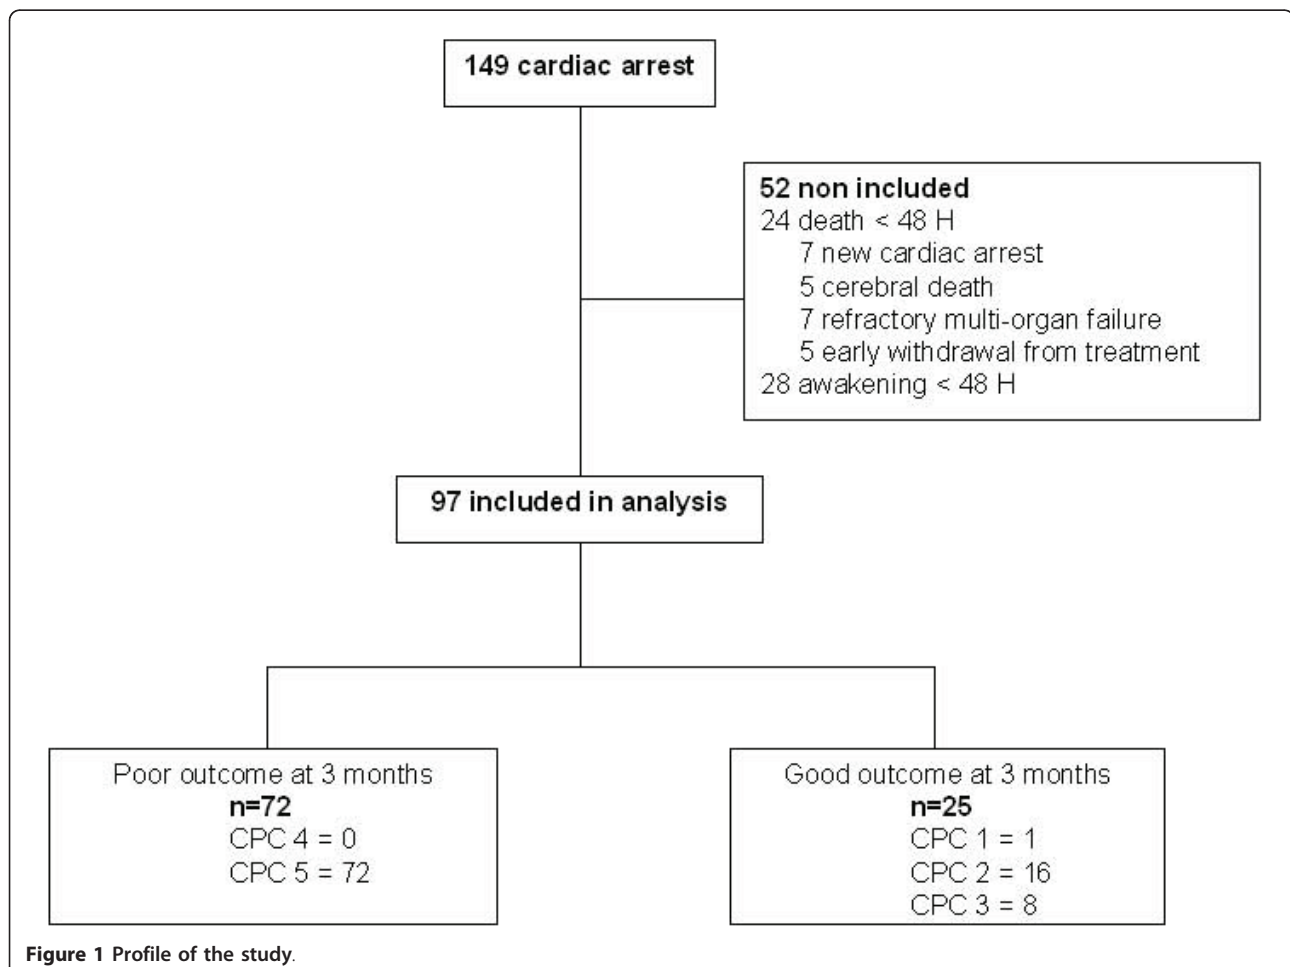 149 cardiac arrest
52 non included
24 death < 48 H
7 new cardiac arrest
5 cerebral death
7 refractory multi-organ failure
5 early withdrawal from treatment
28 awakening < 48 H
97 included in analysis
Poor outcome at 3 months
n=72
CPC 4 = 0
CPC 5 = 72
Good outcome at 3 months
n=25
CPC 1 = 1
CPC 2 = 16
CPC 3 = 8
Figure 1 Profile of the study.